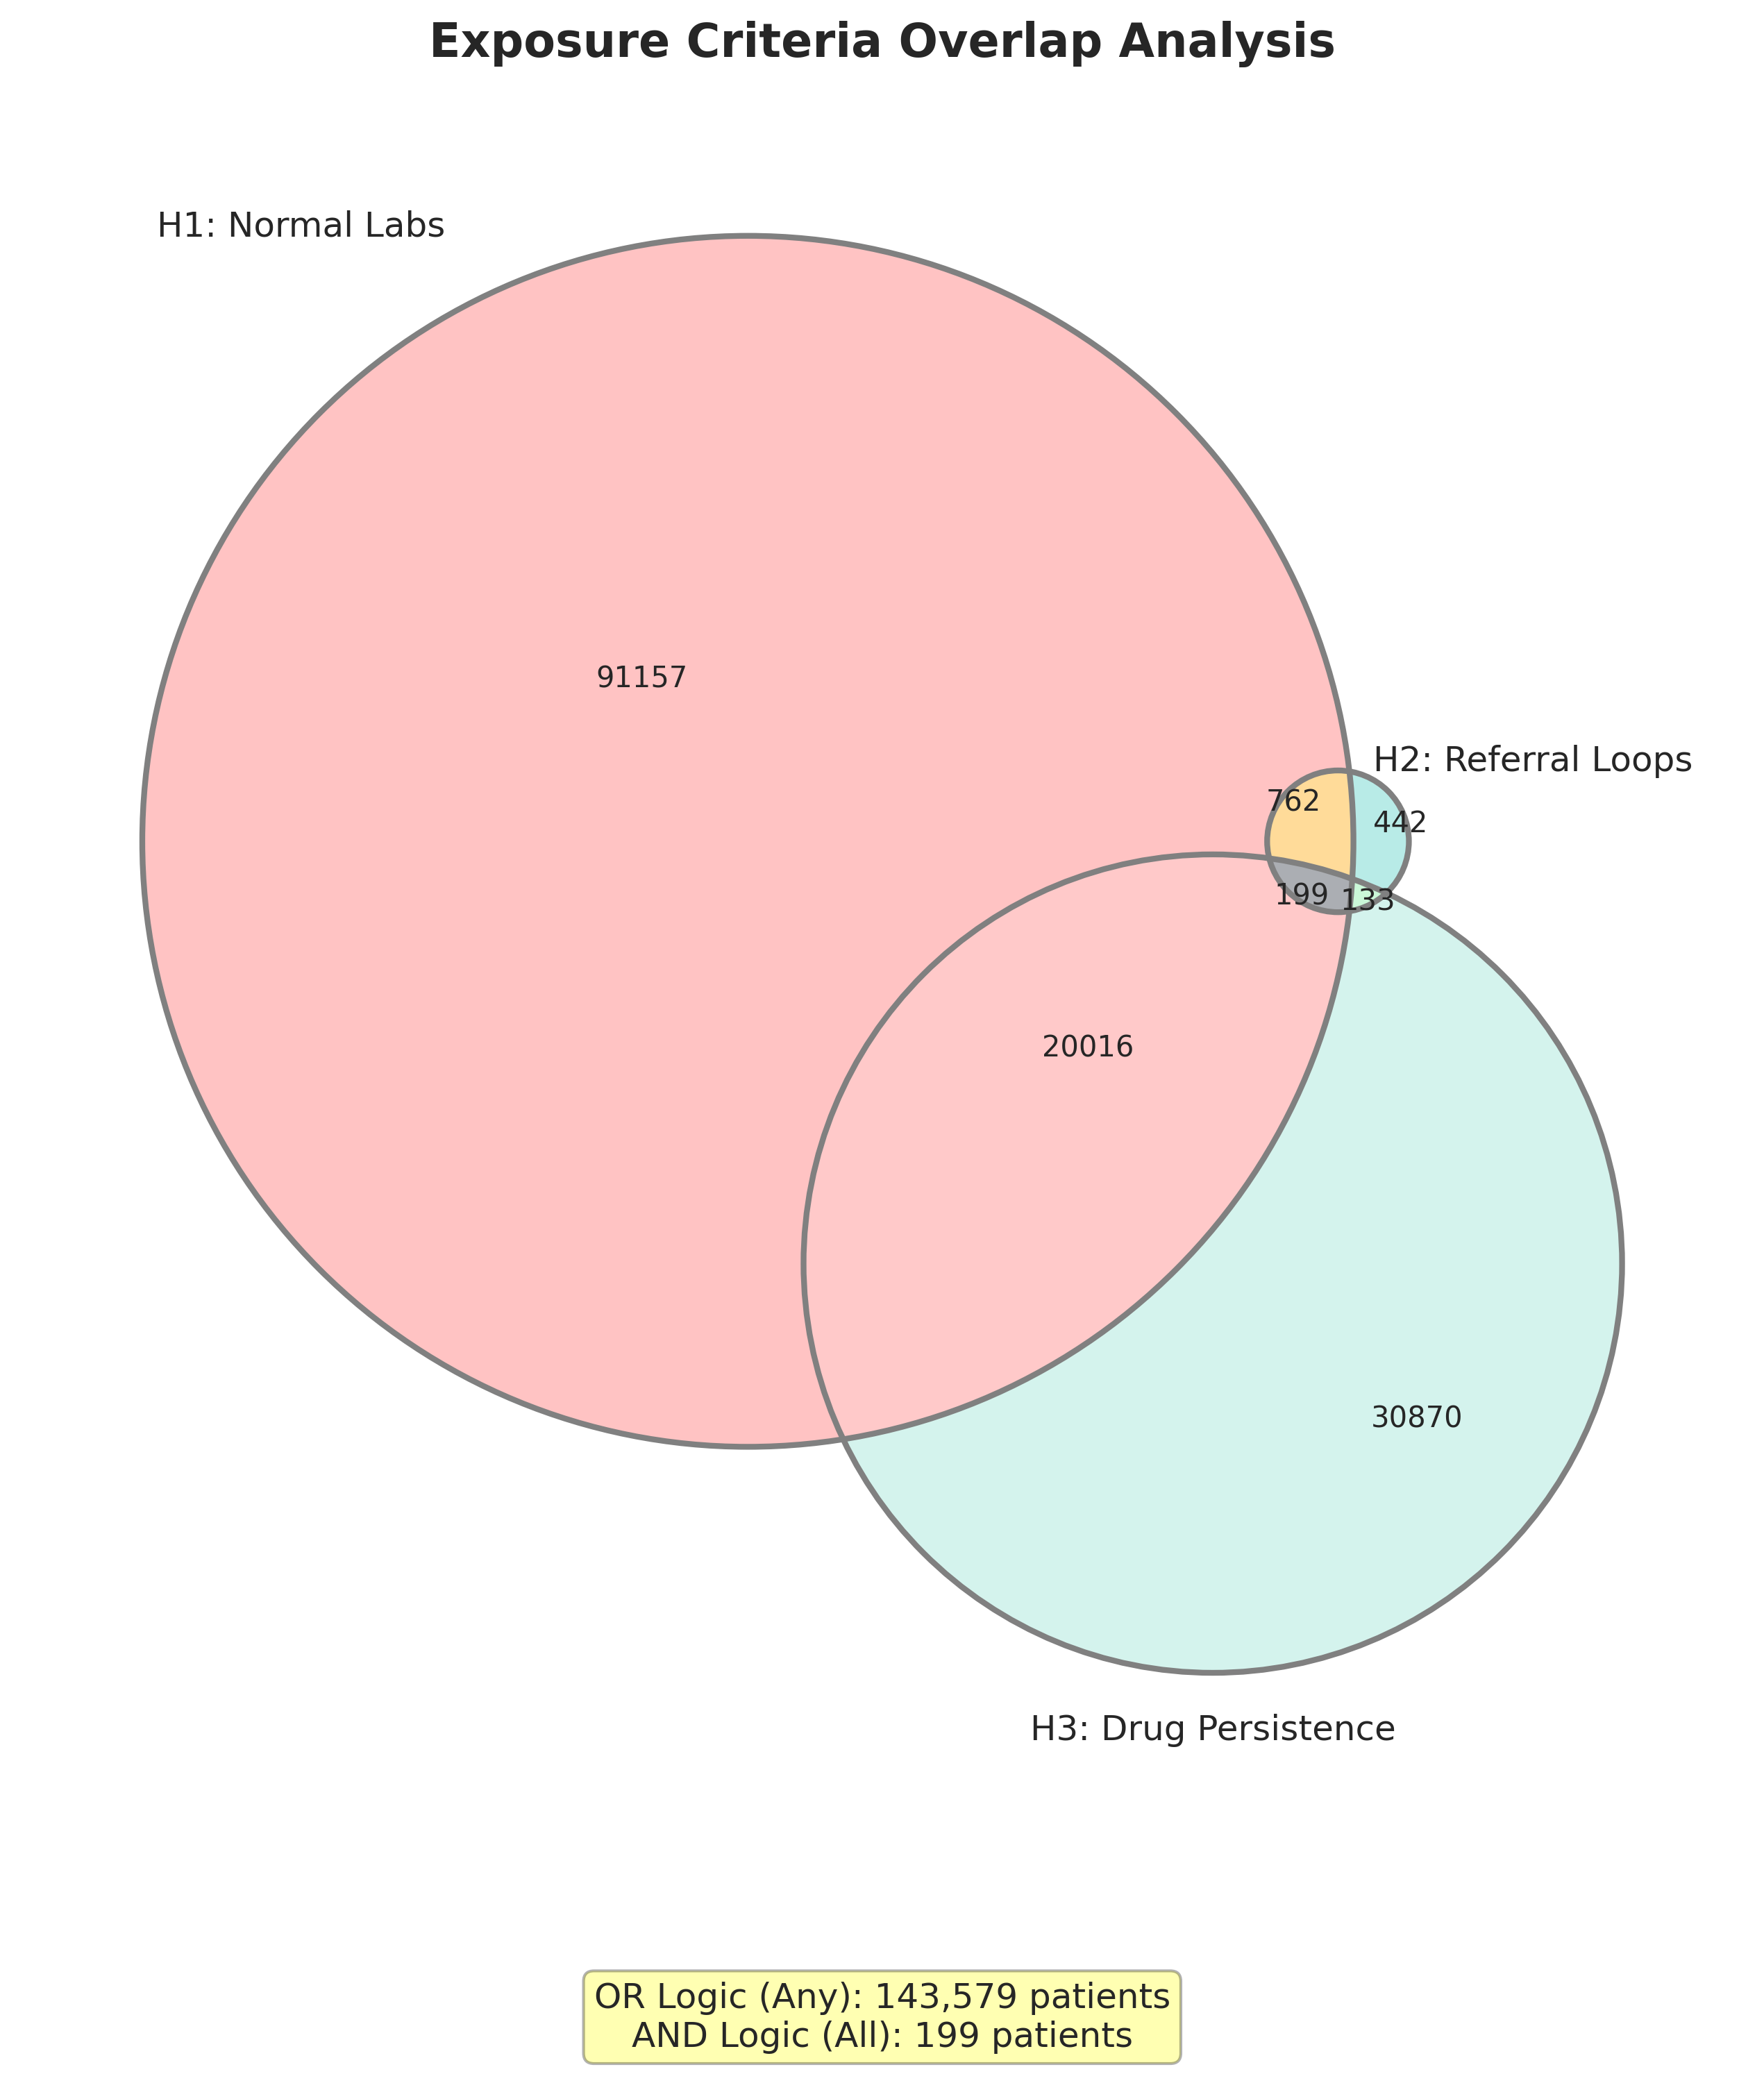 Exposure Criteria Overlap Analysis
H1: Normal Labs
91157
H2: Referral Loops
762
442
199
133
20016
30870
H3: Drug Persistence
OR Logic (Any): 143,579 patients
AND Logic (All): 199 patients